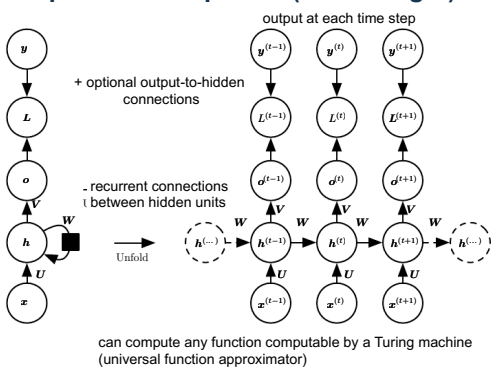 output at each time step
y y^(t-1) y^(t) y^(t+1)
+ optional output-to-hidden
connections
L L^(t-1) L^(t) L^(t+1)
o o^(t-1) o^(t) o^(t+1)
recurrent connections
between hidden units
V V V V
W W W W W
h h^(...) h^(t-1) h^(t) h^(t+1) h^(...)
Unfold
U U U U
x x^(t-1) x^(t) x^(t+1)
can compute any function computable by a Turing machine
(universal function approximator)